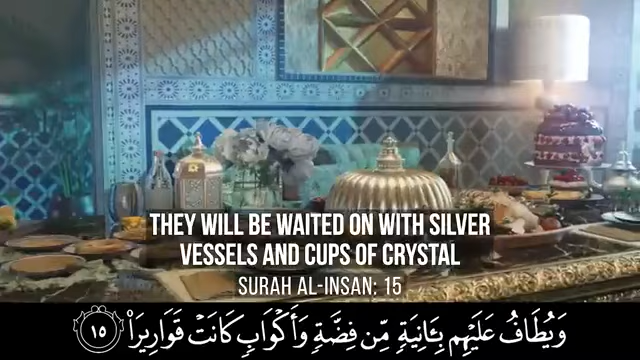 THEY WILL BE WAITED ON WITH SILVER
VESSELS AND CUPS OF CRYSTAL
SURAH AL-INSAN: 15
وَيُطَافُ عَلَيْهِم بِـَٔانِيَةٍ مِّن فِضَّةٍ وَأَكْوَابٍ كَانَتْ قَوَارِيرَا۠ ١٥